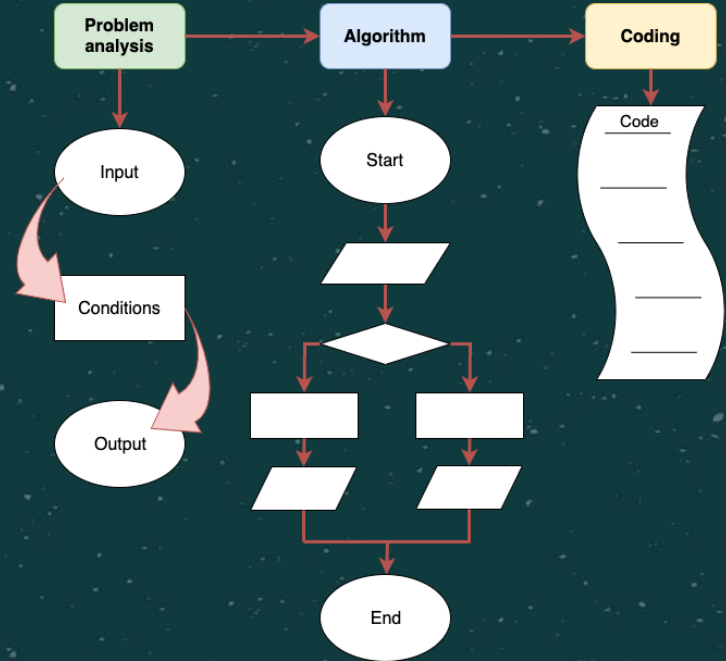 Problem
analysis
Algorithm
Coding
Input
Conditions
Output
Start
End
Code